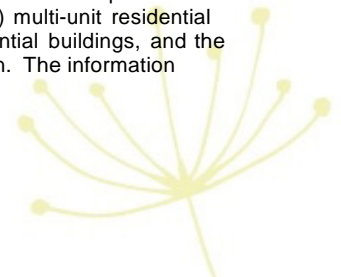 ) multi-unit residential
ntial buildings, and the
n. The information